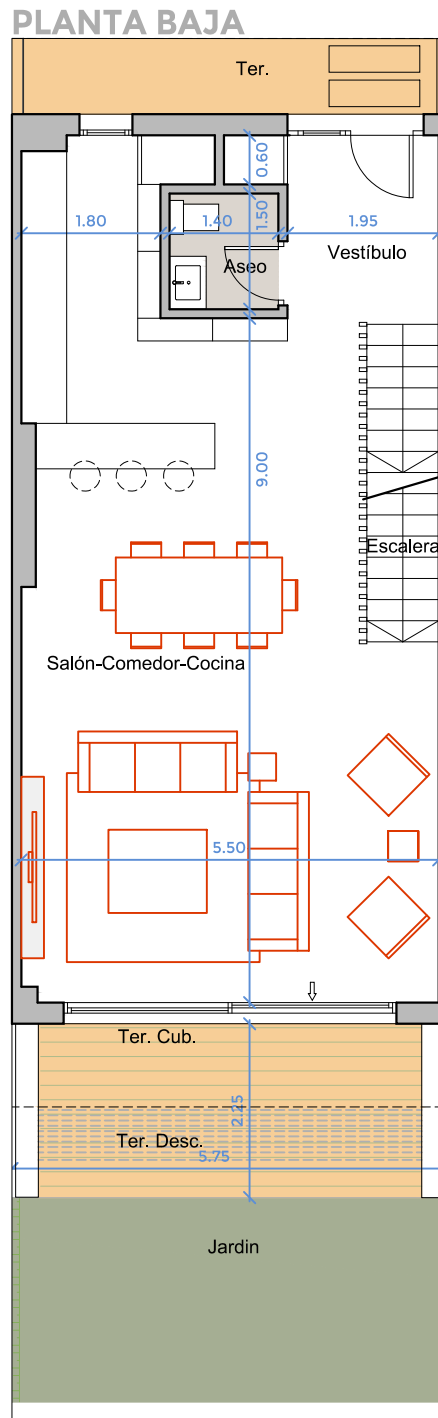 PLANTA BAJA
Ter.
0.60
1.80
1.40
1.50
1.95
Vestíbulo
Aseo
9.00
Escalera
Salón-Comedor-Cocina
5.50
Ter. Cub.
2.25
Ter. Desc.
5.75
Jardin